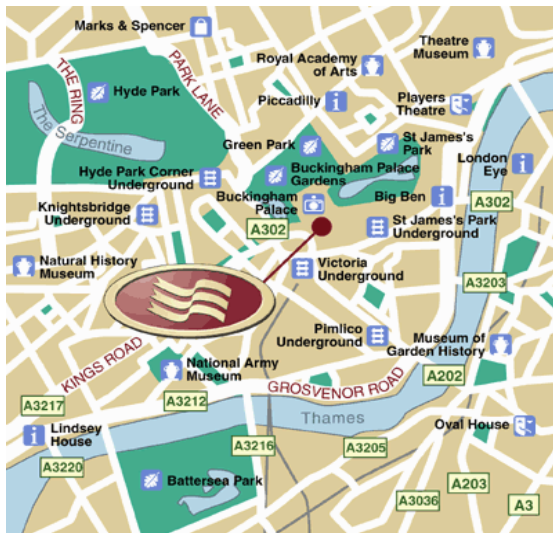 Marks & Spencer
PARK LANE
THE RING
Hyde Park
The Serpentine
Royal Academy
of Arts
Theatre
Museum
Piccadilly
Players
Theatre
Green Park
St James's
Park
Hyde Park Corner
Underground
Buckingham Palace
Gardens
London
Eye
Knightsbridge
Underground
Buckingham
Palace
Big Ben
A302
A302
St James's Park
Underground
Natural History
Museum
Victoria
Underground
A3203
Pimlico
Underground
Museum of
Garden History
KINGS ROAD
National Army
Museum
GROSVENOR ROAD
A202
A3217
A3212
Thames
Oval House
Lindsey
House
A3216
A3205
A3220
Battersea Park
A203
A3036
A3